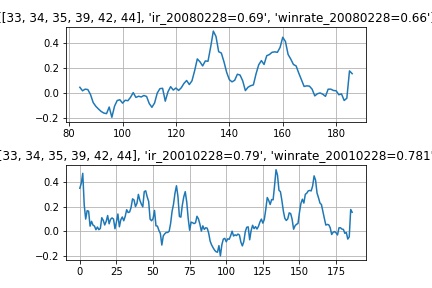 [33, 34, 35, 39, 42, 44], 'ir_20080228=0.69', 'winrate_20080228=0.66']
0.4
0.2
0.0
−0.2
80 100 120 140 160 180
[33, 34, 35, 39, 42, 44], 'ir_20010228=0.79', 'winrate_20010228=0.781'
0.4
0.2
0.0
−0.2
0 25 50 75 100 125 150 175